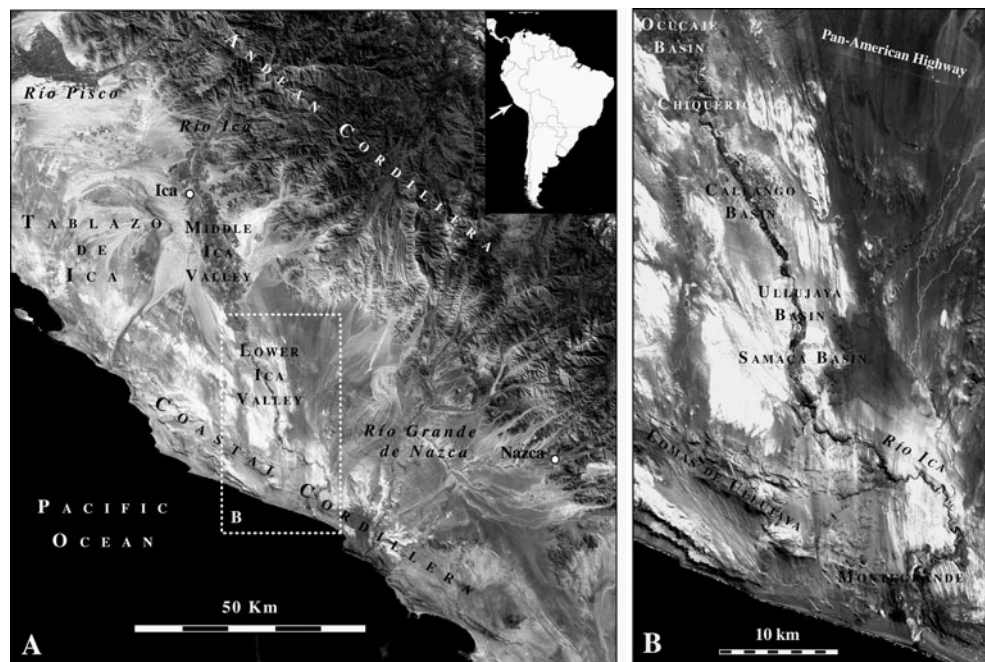 ANDEAN CORDILLERA
Río Pisco
Río Ica
Ica
TABLAZO
DE
ICA
MIDDLE
ICA
VALLEY
LOWER
ICA
VALLEY
COASTAL CORDILLERA
Río Grande
de Nazca
Nazca
PACIFIC
OCEAN
B
50 Km
A
OCUCAJE
BASIN
Pan-American
Highway
CHIQUERIO
CALLANGO
BASIN
ULLUJAYA
BASIN
SAMACA BASIN
Río Ica
LOMAS DE ULLUJAYA
MONTEGRANDE
B
10 km